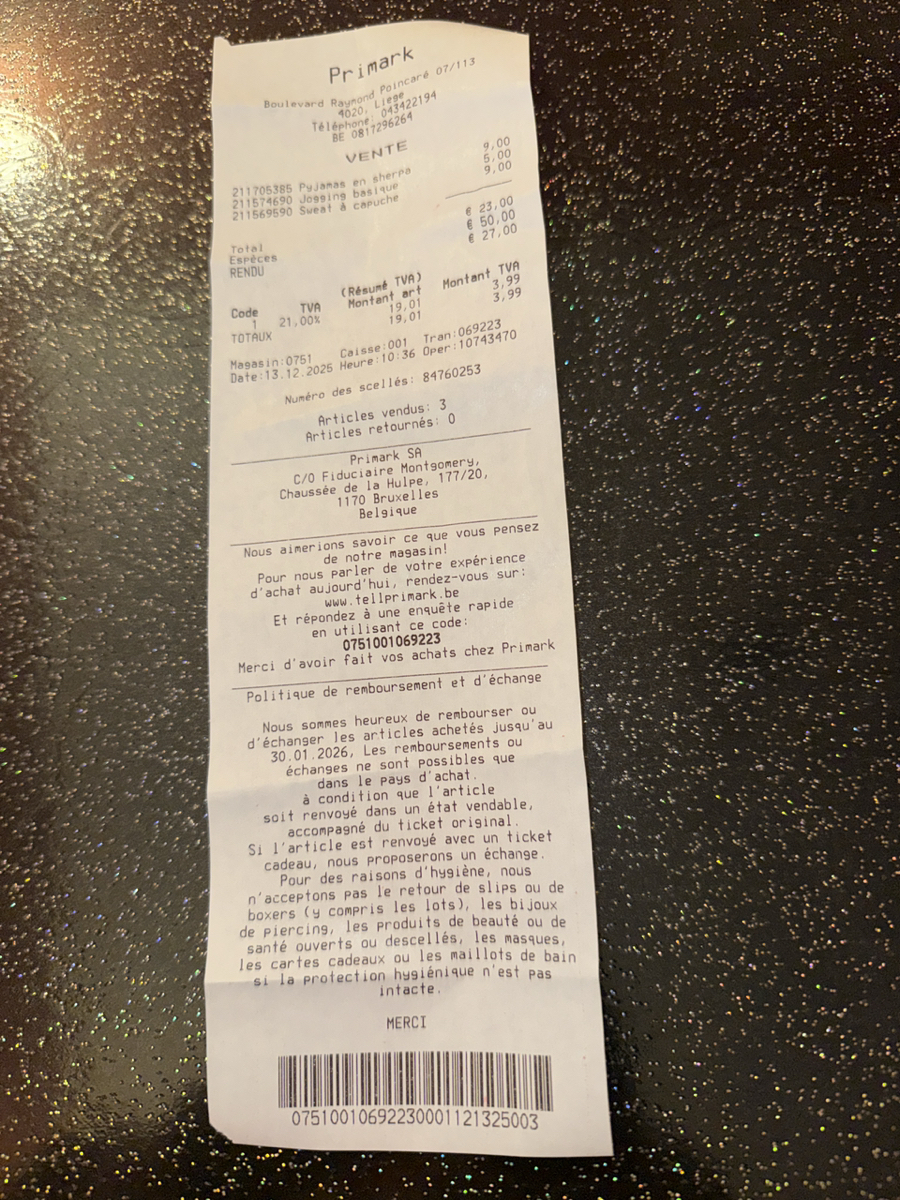 Primark
Boulevard Raymond Poincaré 07/113
4020, Liege
Téléphone: 043422194
BE 0817296264
VENTE
211705385 Pyjamas en sherpa 9,00
211574690 Jogging basique 5,00
211569590 Sweat à capuche 9,00
Total € 23,00
Espèces € 50,00
RENDU € 27,00
(Résumé TVA)
Code TVA Montant art Montant TVA
1 21,00% 19,01 3,99
TOTAUX 19,01 3,99
Magasin:0751 Caisse:001 Tran:069223
Date:13.12.2025 Heure:10:36 Oper:10743470
Numéro des scellés: 84760253
Articles vendus: 3
Articles retournés: 0
Primark SA
C/O Fiduciaire Montgomery,
Chaussée de la Hulpe, 177/20,
1170 Bruxelles
Belgique
Nous aimerions savoir ce que vous pensez
de notre magasin!
Pour nous parler de votre expérience
d'achat aujourd'hui, rendez-vous sur:
www.tellprimark.be
Et répondez à une enquête rapide
en utilisant ce code:
0751001069223
Merci d'avoir fait vos achats chez Primark
Politique de remboursement et d'échange
Nous sommes heureux de rembourser ou
d'échanger les articles achetés jusqu'au
30.01.2026, Les remboursements ou
échanges ne sont possibles que
dans le pays d'achat.
à condition que l'article
soit renvoyé dans un état vendable,
accompagné du ticket original.
Si l'article est renvoyé avec un ticket
cadeau, nous proposerons un échange.
Pour des raisons d'hygiène, nous
n'acceptons pas le retour de slips ou de
boxers (y compris les lots), les bijoux
de piercing, les produits de beauté ou de
santé ouverts ou descellés, les masques,
les cartes cadeaux ou les maillots de bain
si la protection hygiénique n'est pas
intacte.
MERCI
07510010692230001121325003